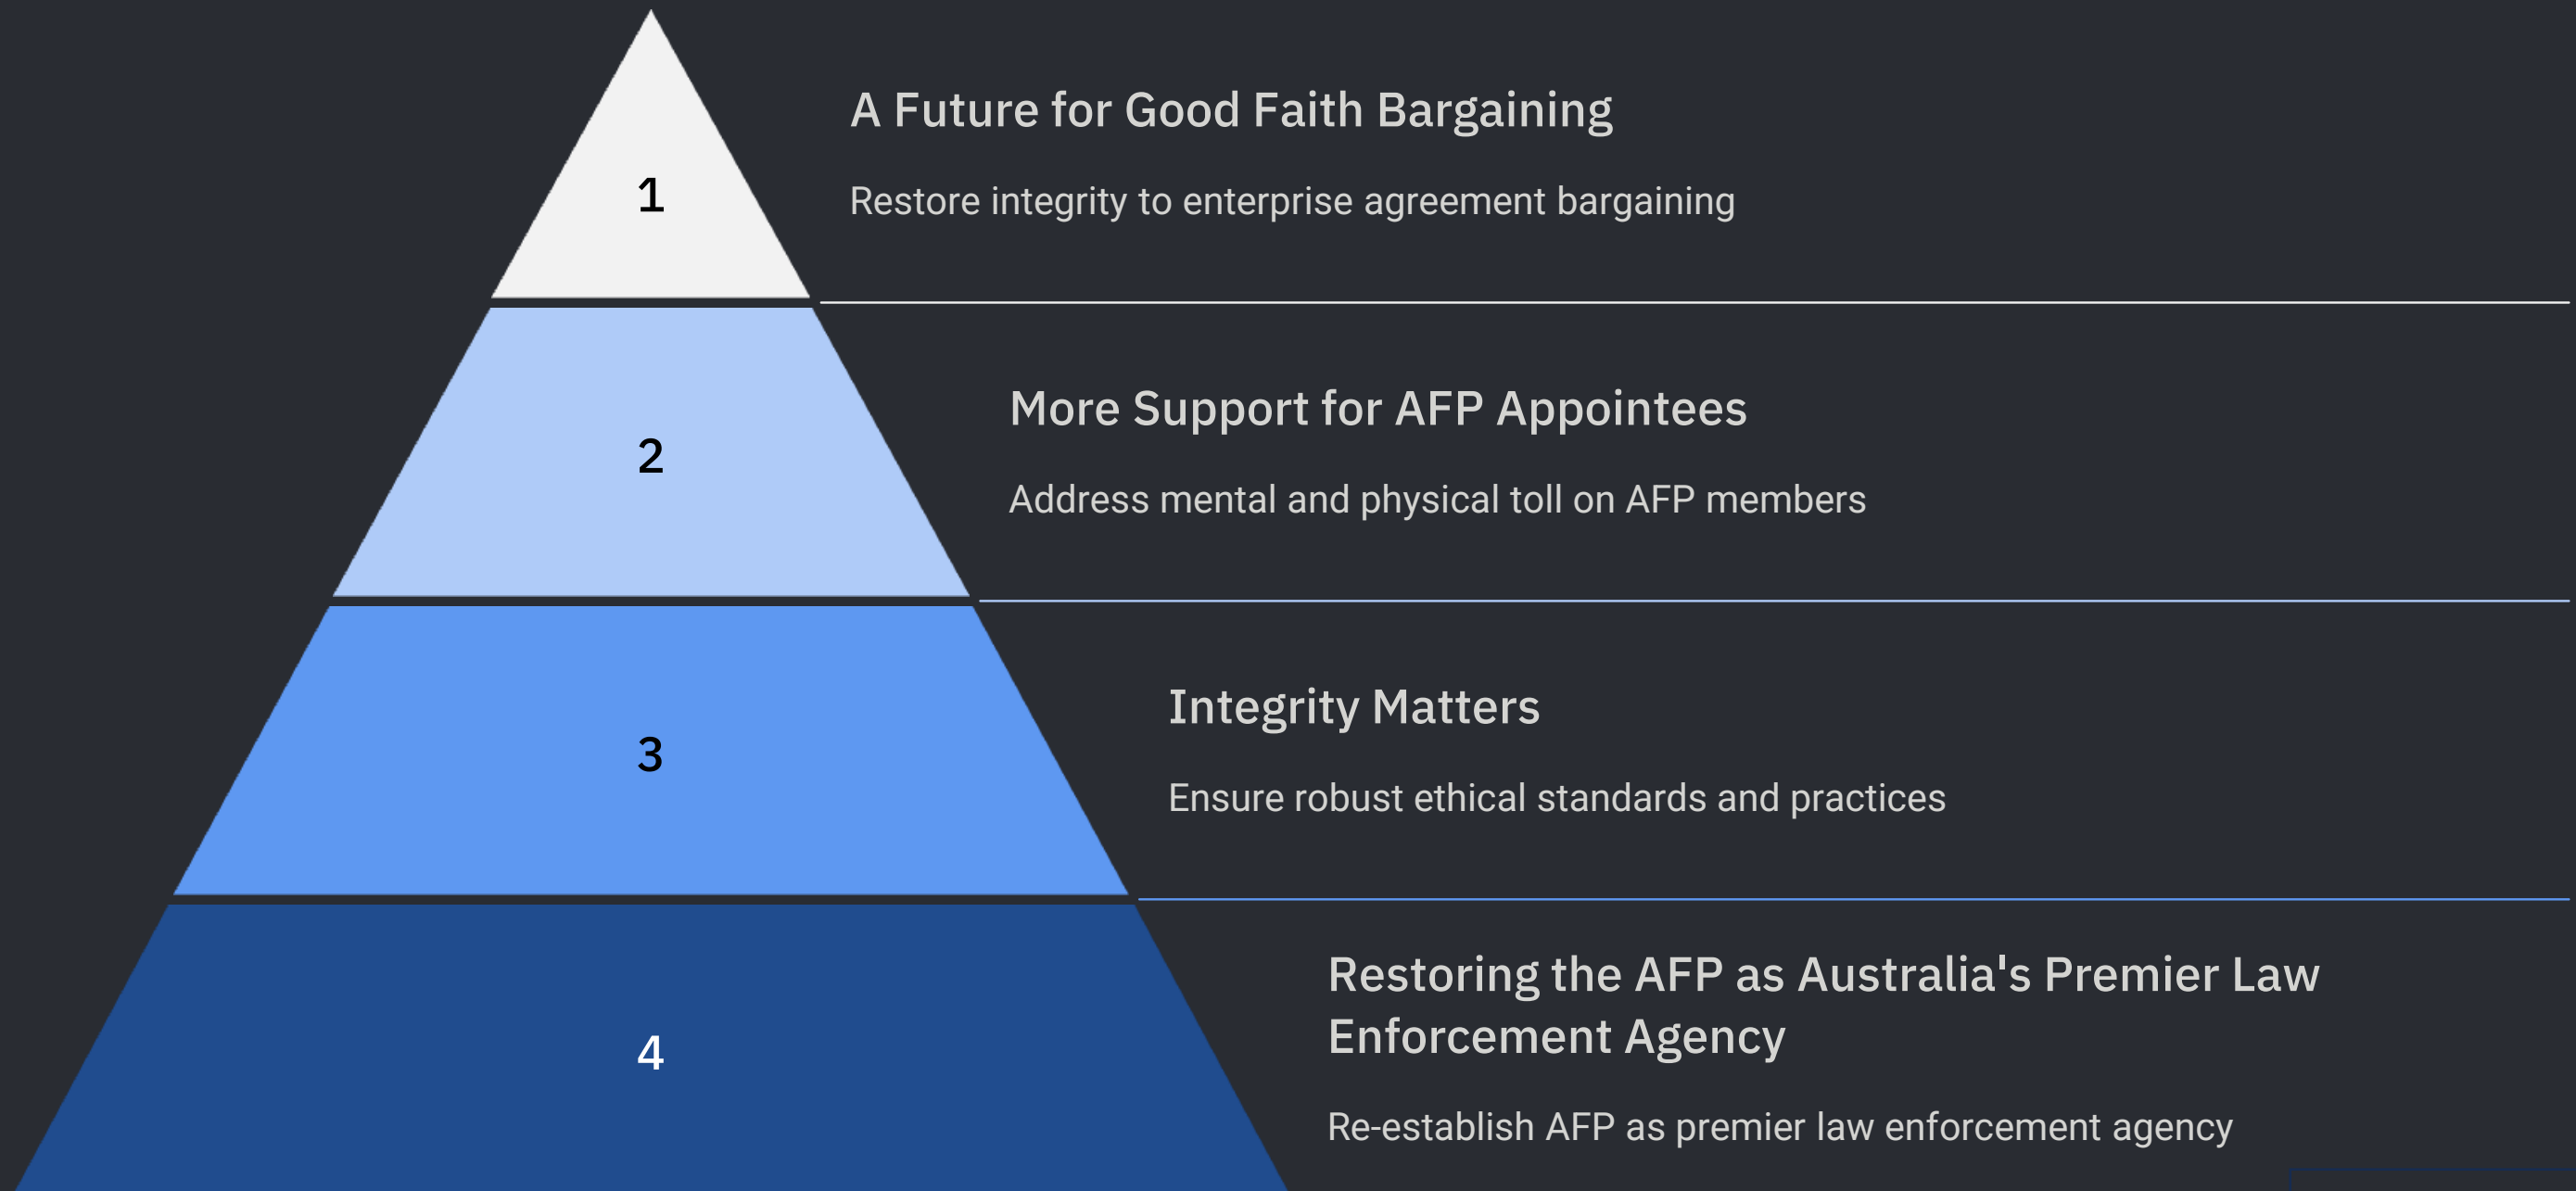 1
A Future for Good Faith Bargaining
Restore integrity to enterprise agreement bargaining
2
More Support for AFP Appointees
Address mental and physical toll on AFP members
3
Integrity Matters
Ensure robust ethical standards and practices
4
Restoring the AFP as Australia's Premier Law
Enforcement Agency
Re-establish AFP as premier law enforcement agency